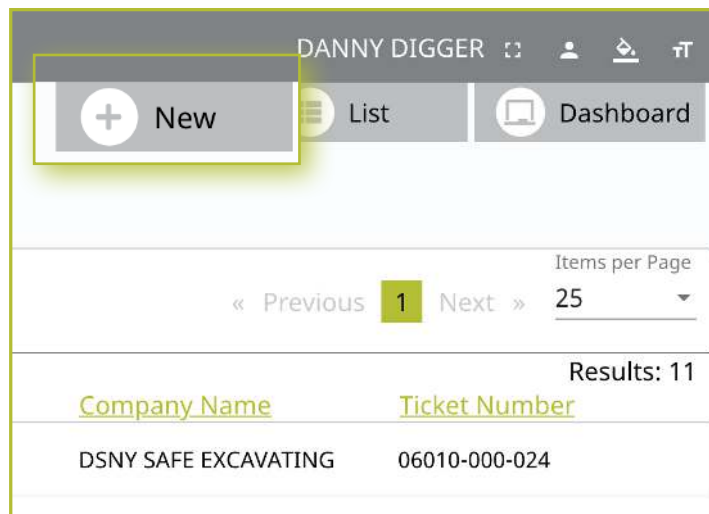 DANNY DIGGER
New List Dashboard
Items per Page
« Previous 1 Next » 25
Results: 11
Company Name Ticket Number
DSNY SAFE EXCAVATING 06010-000-024